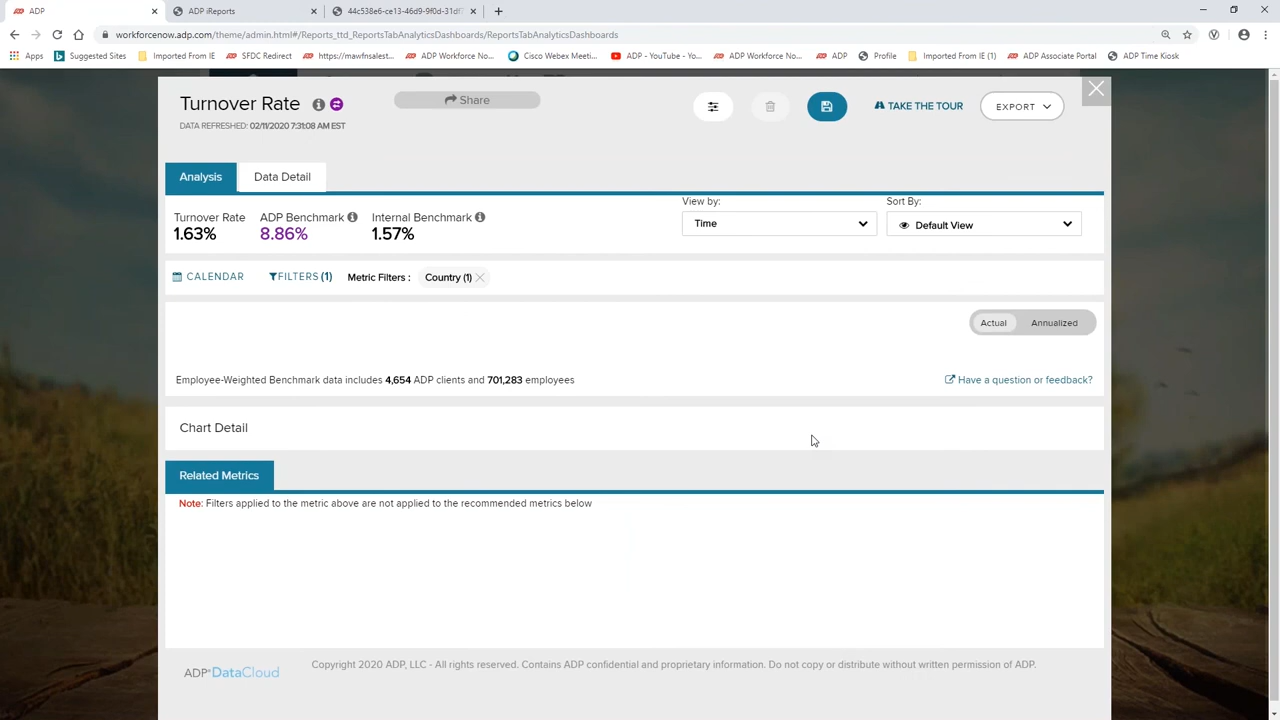 ADP
ADP iReports
44c538e6-ce13-46d9-9f0d-31df
workforcenow.adp.com/theme/admin.html#/Reports_ttd_ReportsTabAnalyticsDashboards/ReportsTabAnalyticsDashboards
Apps
Suggested Sites
Imported From IE
SFDC Redirect
https://mawfnsalest...
ADP Workforce No...
Cisco Webex Meeti...
ADP - YouTube - Yo...
ADP Workforce No...
ADP
Profile
Imported From IE (1)
ADP Associate Portal
ADP Time Kiosk
Turnover Rate
Share
TAKE THE TOUR
EXPORT
DATA REFRESHED: 02/11/2020 7:31:08 AM EST
Analysis
Data Detail
Turnover Rate
ADP Benchmark
Internal Benchmark
1.63%
8.86%
1.57%
View by:
Time
Sort By:
Default View
CALENDAR
FILTERS (1)
Metric Filters :
Country (1)
Actual
Annualized
Employee-Weighted Benchmark data includes 4,654 ADP clients and 701,283 employees
Have a question or feedback?
Chart Detail
Related Metrics
Note: Filters applied to the metric above are not applied to the recommended metrics below
ADP DataCloud
Copyright 2020 ADP, LLC - All rights reserved. Contains ADP confidential and proprietary information. Do not copy or distribute without written permission of ADP.